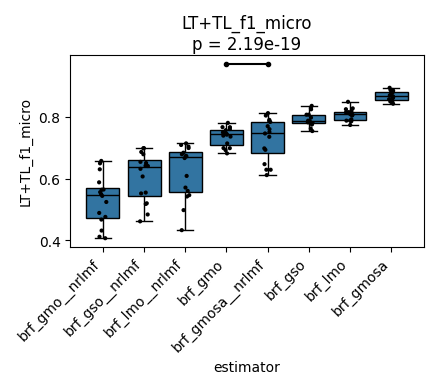 LT+TL_f1_micro
p = 2.19e-19
LT+TL_f1_micro
0.8
0.6
0.4
brf_gmo__nrlmf
brf_gso__nrlmf
brf_lmo__nrlmf
brf_gmo
brf_gmosa__nrlmf
brf_gso
brf_lmo
brf_gmosa
estimator